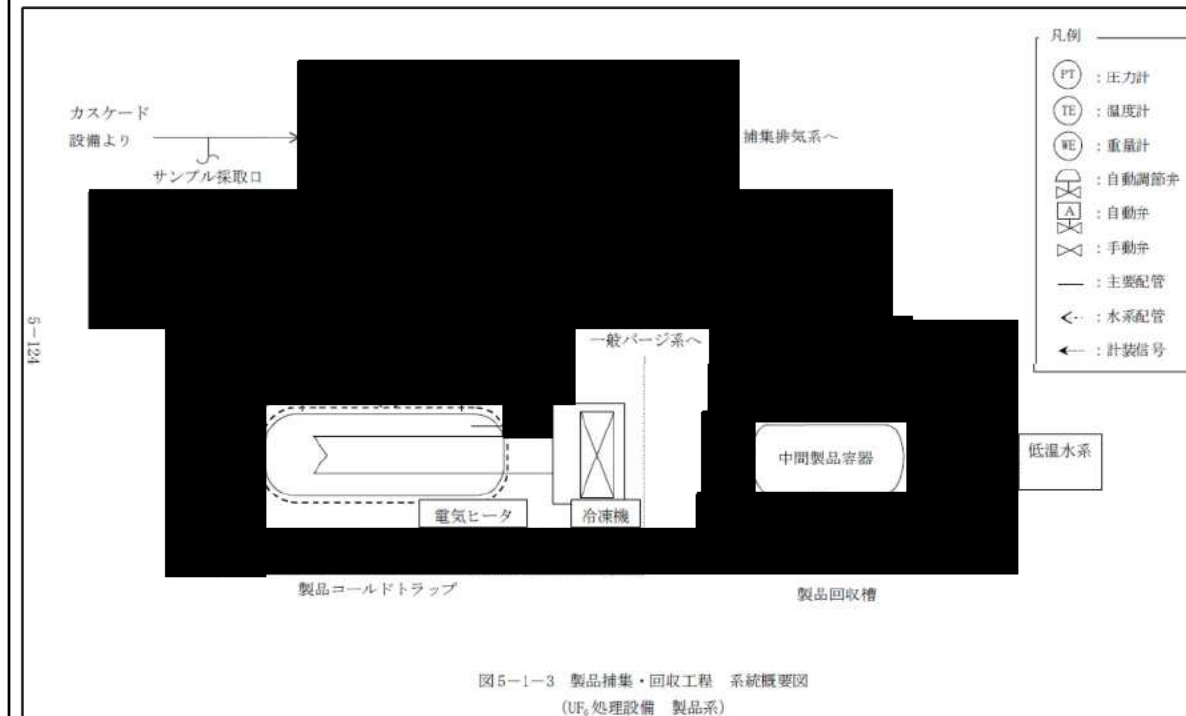 カスケード
設備より
サンプル採取口
捕集排気系へ
凡例
PT : 圧力計
TE : 温度計
WE : 重量計
: 自動調節弁
A : 自動弁
: 手動弁
: 主要配管
: 水系配管
: 計装信号
5-124
一般パージ系へ
中間製品容器
低温水系
電気ヒータ
冷凍機
製品コールドトラップ
製品回収槽
図5-1-3 製品捕集・回収工程 系統概要図
(UF₆処理設備 製品系)